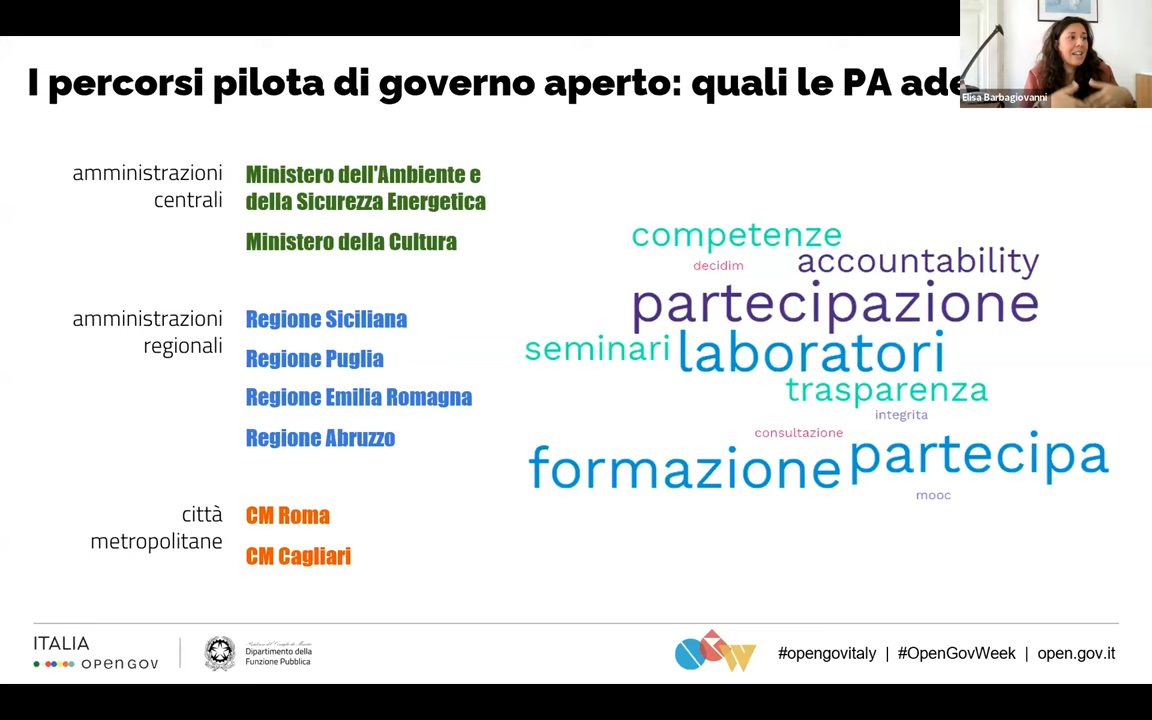 I percorsi pilota di governo aperto: quali le PA ade
Elisa Barbagiovanni
amministrazioni
centrali
Ministero dell'Ambiente e
della Sicurezza Energetica
Ministero della Cultura
amministrazioni
regionali
Regione Siciliana
Regione Puglia
Regione Emilia Romagna
Regione Abruzzo
città
metropolitane
CM Roma
CM Cagliari
competenze
decidim
accountability
partecipazione
seminari
laboratori
trasparenza
integrita
consultazione
formazione
partecipa
mooc
ITALIA
open gov
Dipartimento della
Funzione Pubblica
#opengovitaly | #OpenGovWeek | open.gov.it